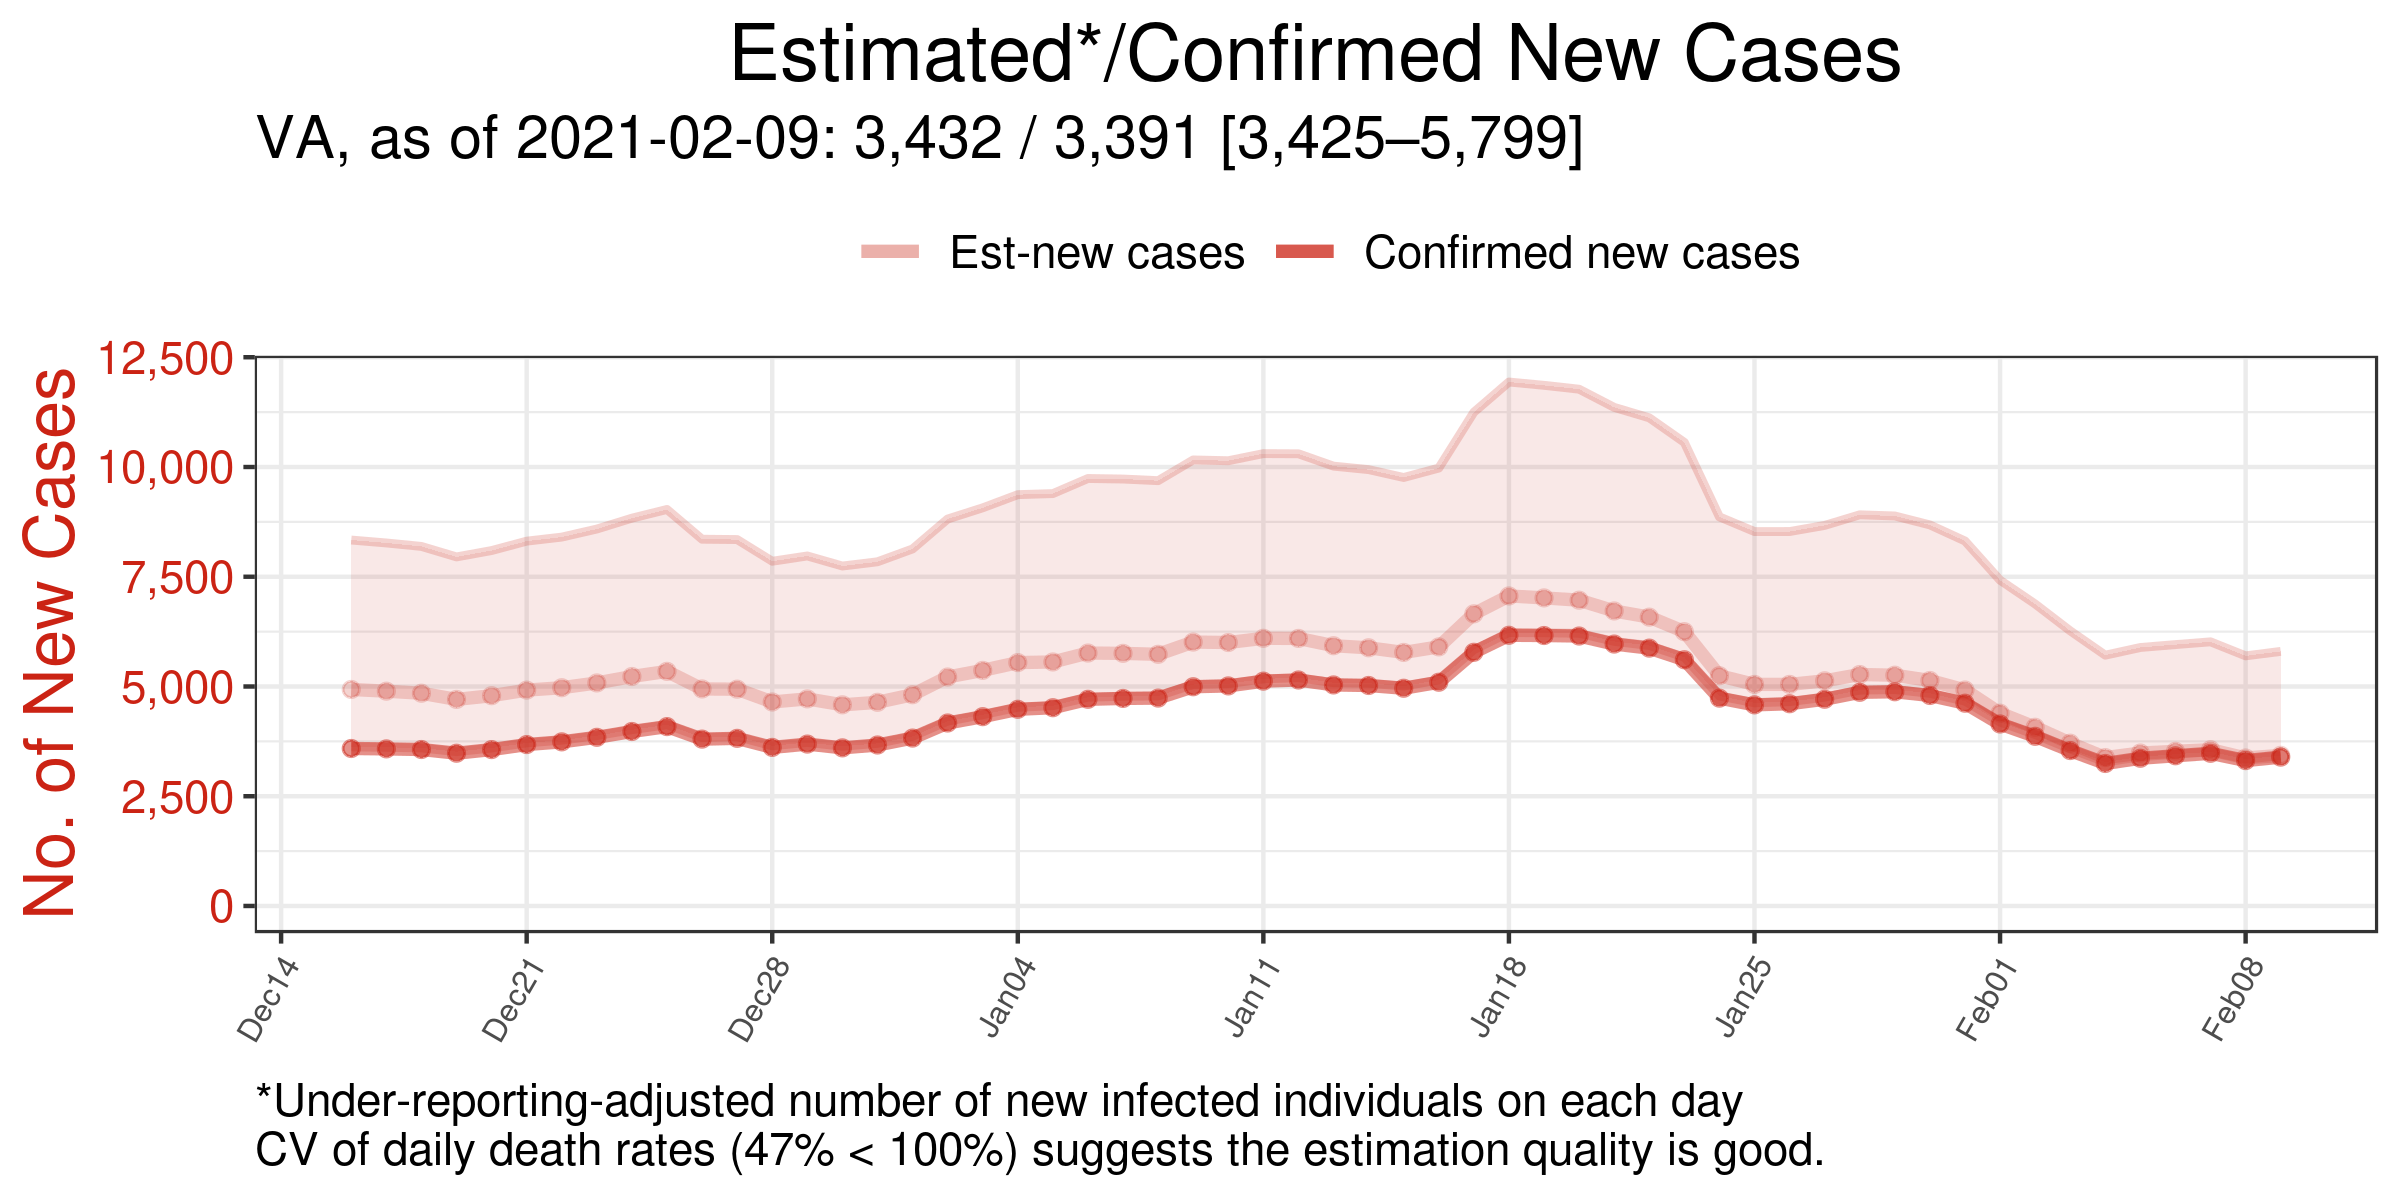 Estimated*/Confirmed New Cases
VA, as of 2021-02-09: 3,432 / 3,391 [3,425–5,799]
Est-new cases Confirmed new cases
No. of New Cases
12,500
10,000
7,500
5,000
2,500
0
Dec14 Dec21 Dec28 Jan04 Jan11 Jan18 Jan25 Feb01 Feb08
*Under-reporting-adjusted number of new infected individuals on each day
CV of daily death rates (47% < 100%) suggests the estimation quality is good.